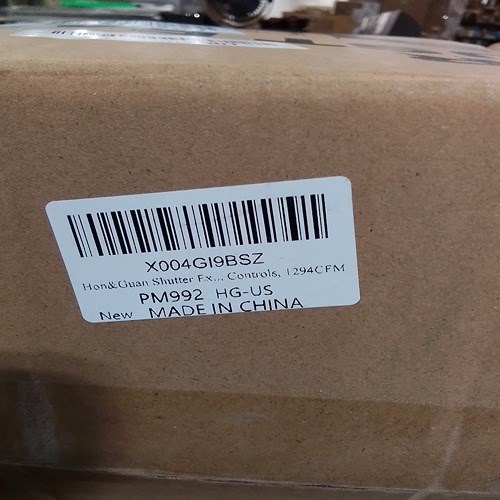 X004GI9BSZ
Hon&Guan Shutter Ex... Controls, 1294CFM
PM992 HG-US
New MADE IN CHINA